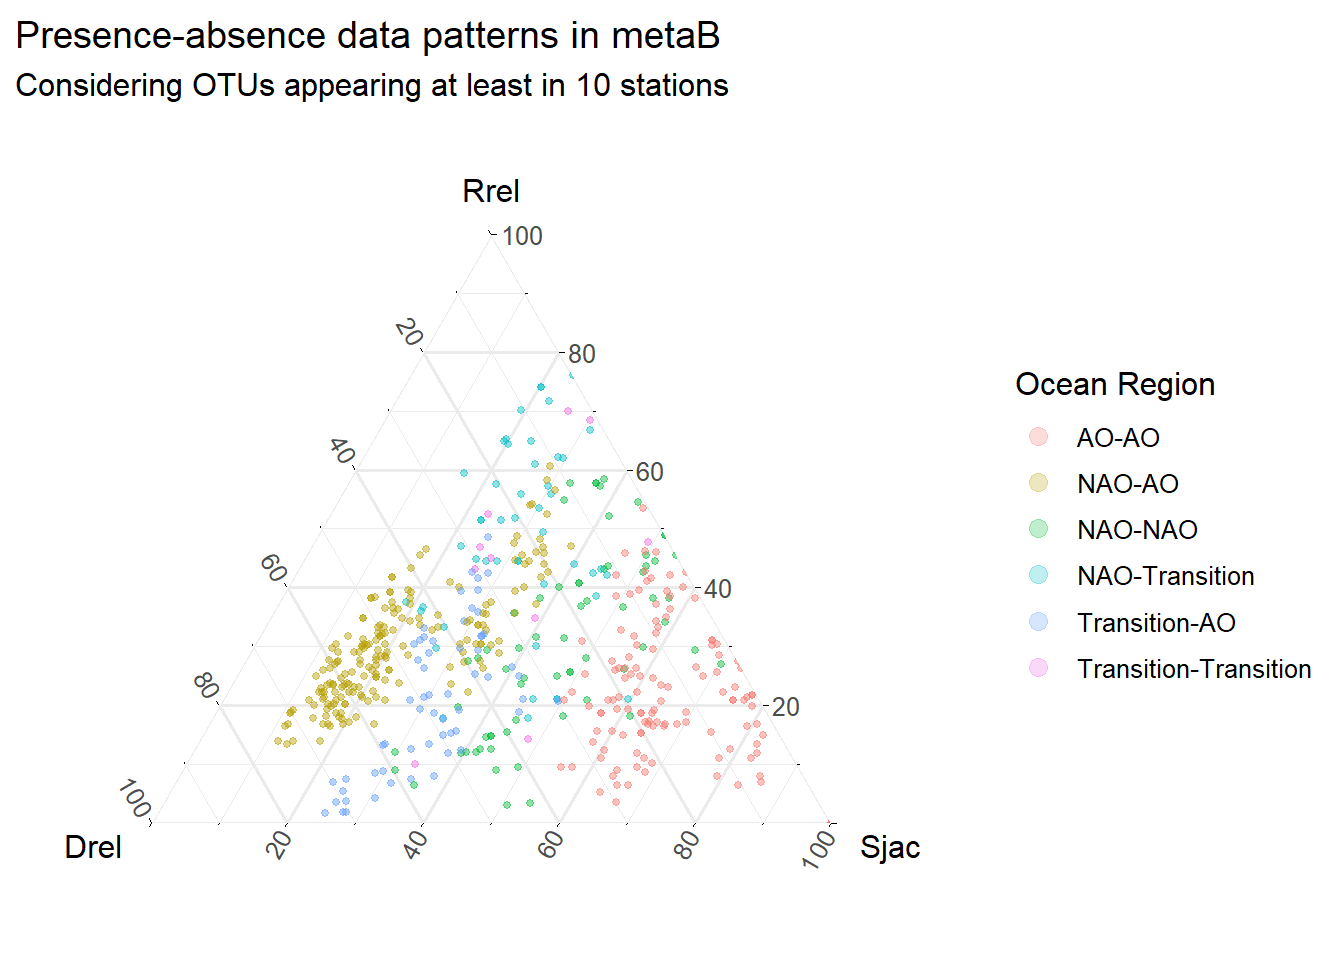 Presence-absence data patterns in metaB
Considering OTUs appearing at least in 10 stations
Rrel
100
20
80
40
60
60
40
80
20
100
Drel
20
40
60
80
100
Sjac
Ocean Region
AO-AO
NAO-AO
NAO-NAO
NAO-Transition
Transition-AO
Transition-Transition